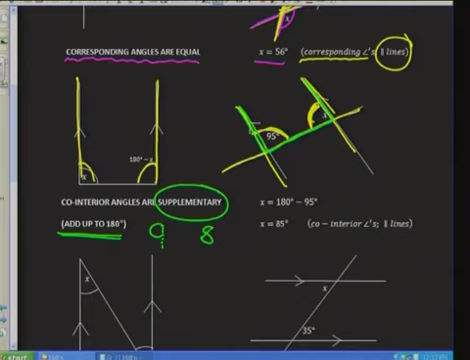 x
CORRESPONDING ANGLES ARE EQUAL
x = 56° (corresponding ∠'s; ∥ lines)
x 180° − x
95° x
CO-INTERIOR ANGLES ARE SUPPLEMENTARY
x = 180° − 95°
(ADD UP TO 180°) 9 8
x = 85° (co − interior ∠'s; ∥ lines)
x
x
35°
start